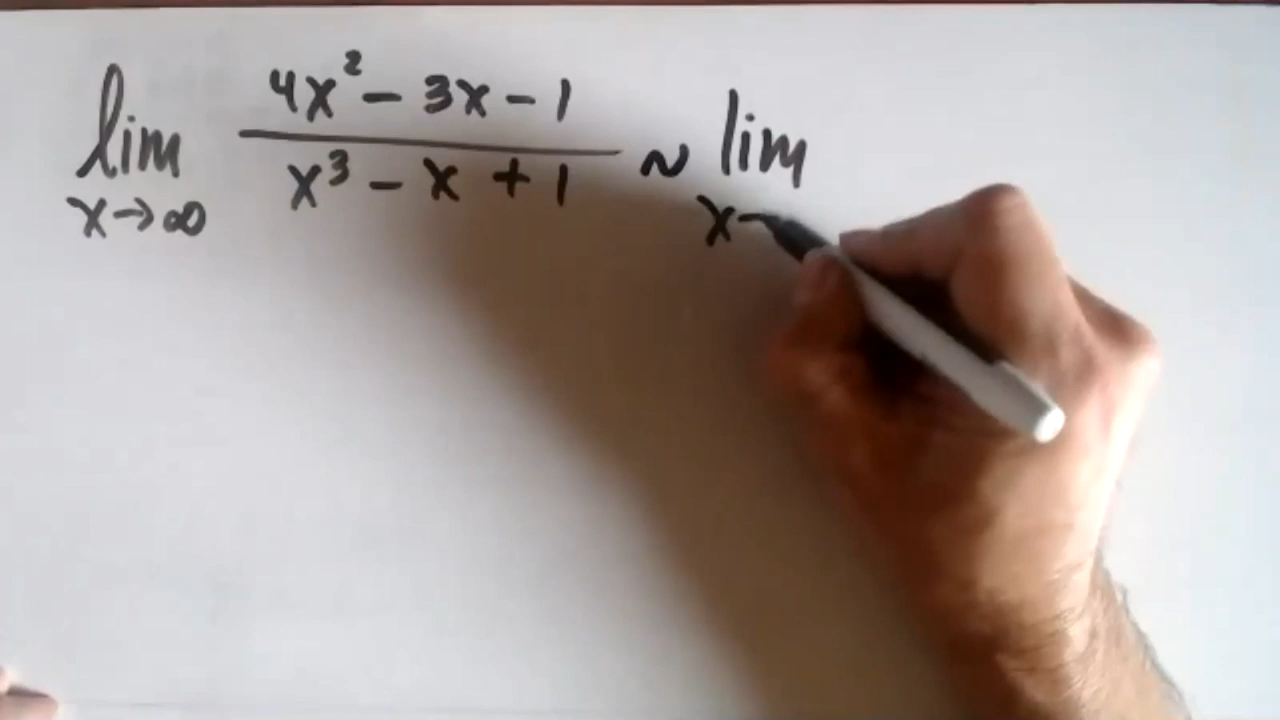 lim 4x² - 3x - 1 ~ lim
x→∞ x³ - x + 1 x-